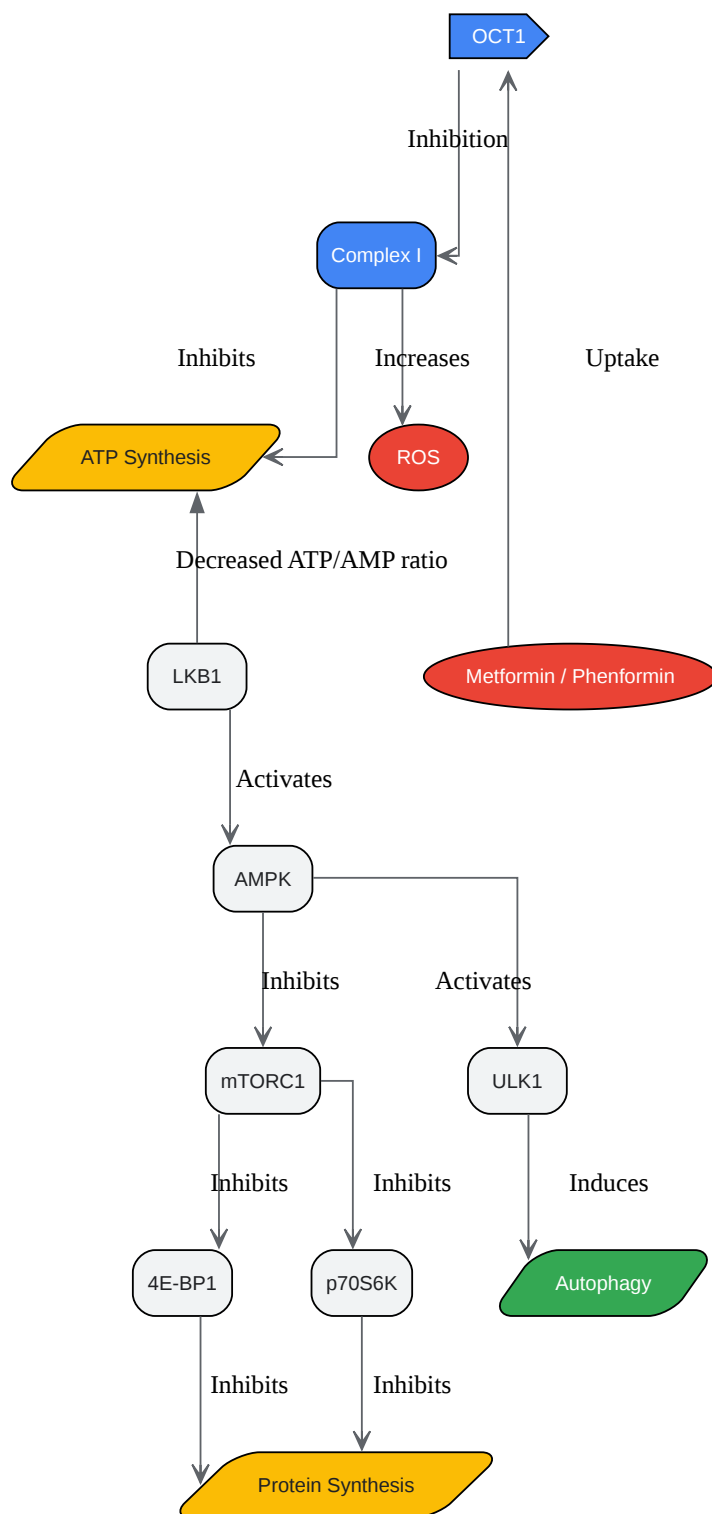 OCT1
Inhibition
Complex I
Inhibits
Increases
Uptake
ATP Synthesis
ROS
Decreased ATP/AMP ratio
LKB1
Metformin / Phenformin
Activates
AMPK
Inhibits
Activates
mTORC1
ULK1
Inhibits
Inhibits
Induces
4E-BP1
p70S6K
Autophagy
Inhibits
Inhibits
Protein Synthesis